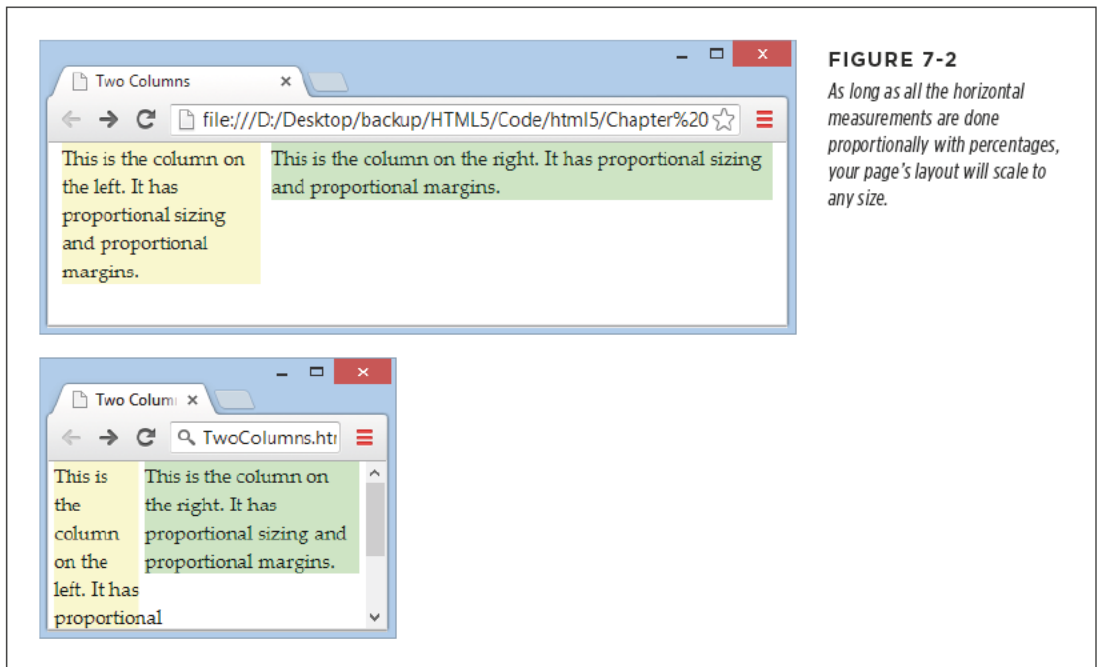 Two Columns
file:///D:/Desktop/backup/HTML5/Code/html5/Chapter%20
This is the column on
the left. It has
proportional sizing
and proportional
margins.
This is the column on the right. It has proportional sizing
and proportional margins.
FIGURE 7-2
As long as all the horizontal
measurements are done
proportionally with percentages,
your page's layout will scale to
any size.
Two Colum
TwoColumns.htm
This is
the
column
on the
left. It has
proportional
This is the column on
the right. It has
proportional sizing and
proportional margins.